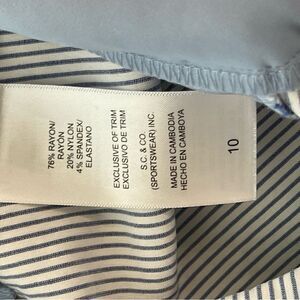 76% RAYON/
RAYON
20% NYLON
4% SPANDEX/
ELASTANO
EXCLUSIVE OF TRIM
EXCLUSIVO DE TRIM
S.C. & CO.
(SPORTSWEAR) INC.
MADE IN CAMBODIA
HECHO EN CAMBOYA
10